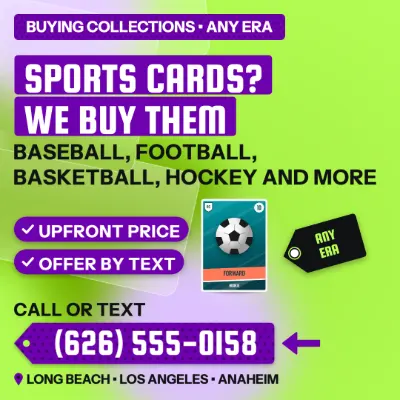 BUYING COLLECTIONS • ANY ERA
SPORTS CARDS?
WE BUY THEM
BASEBALL, FOOTBALL,
BASKETBALL, HOCKEY AND MORE
UPFRONT PRICE
OFFER BY TEXT
10
FORWARD
ANY
ERA
CALL OR TEXT
(626) 555-0158
LONG BEACH • LOS ANGELES • ANAHEIM